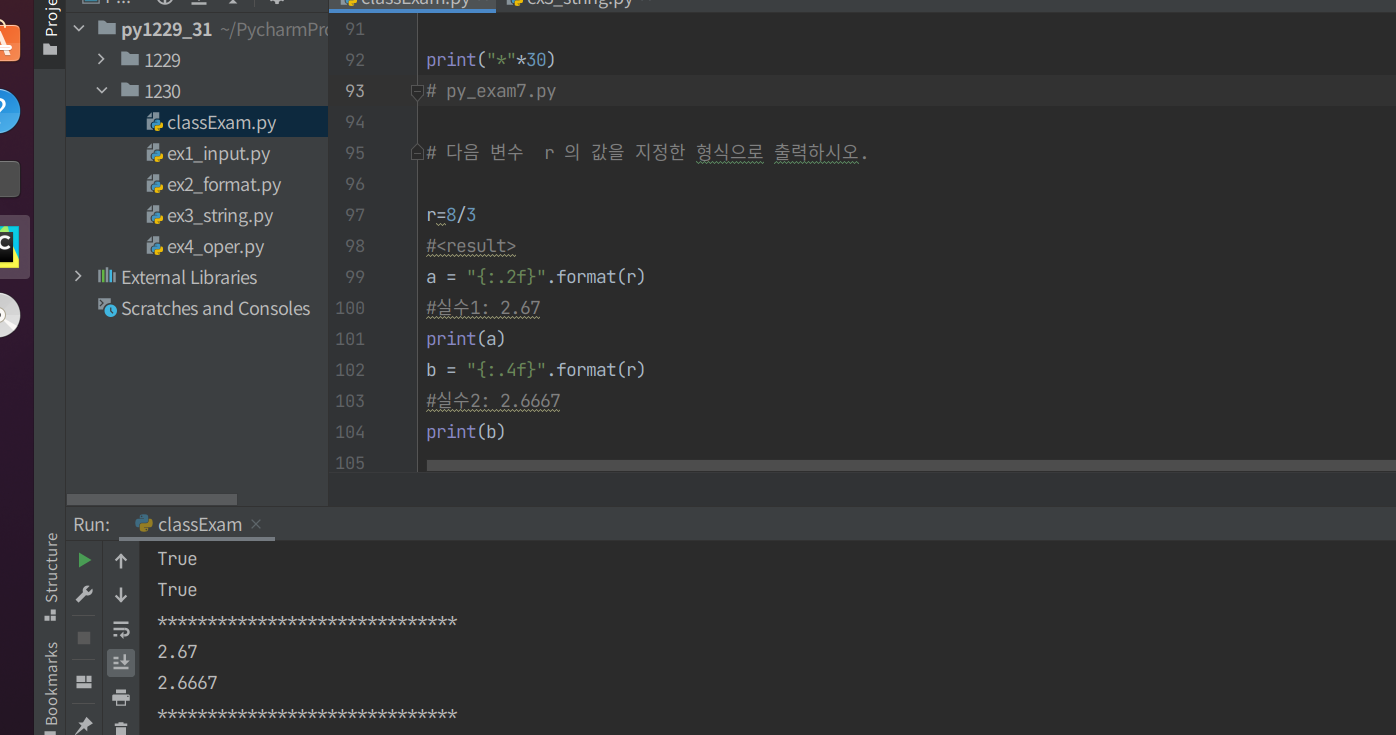 Proje
classExam.py
ex3_string.py
py1229_31 ~/PycharmPro
1229
1230
classExam.py
ex1_input.py
ex2_format.py
ex3_string.py
ex4_oper.py
External Libraries
Scratches and Consoles
91
92 print("*"*30)
93 # py_exam7.py
94
95 # 다음 변수 r 의 값을 지정한 형식으로 출력하시오.
96
97 r=8/3
98 #<result>
99 a = "{:.2f}".format(r)
100 #실수1: 2.67
101 print(a)
102 b = "{:.4f}".format(r)
103 #실수2: 2.6667
104 print(b)
105
Run: classExam
Structure
Bookmarks
True
True
******************************
2.67
2.6667
******************************